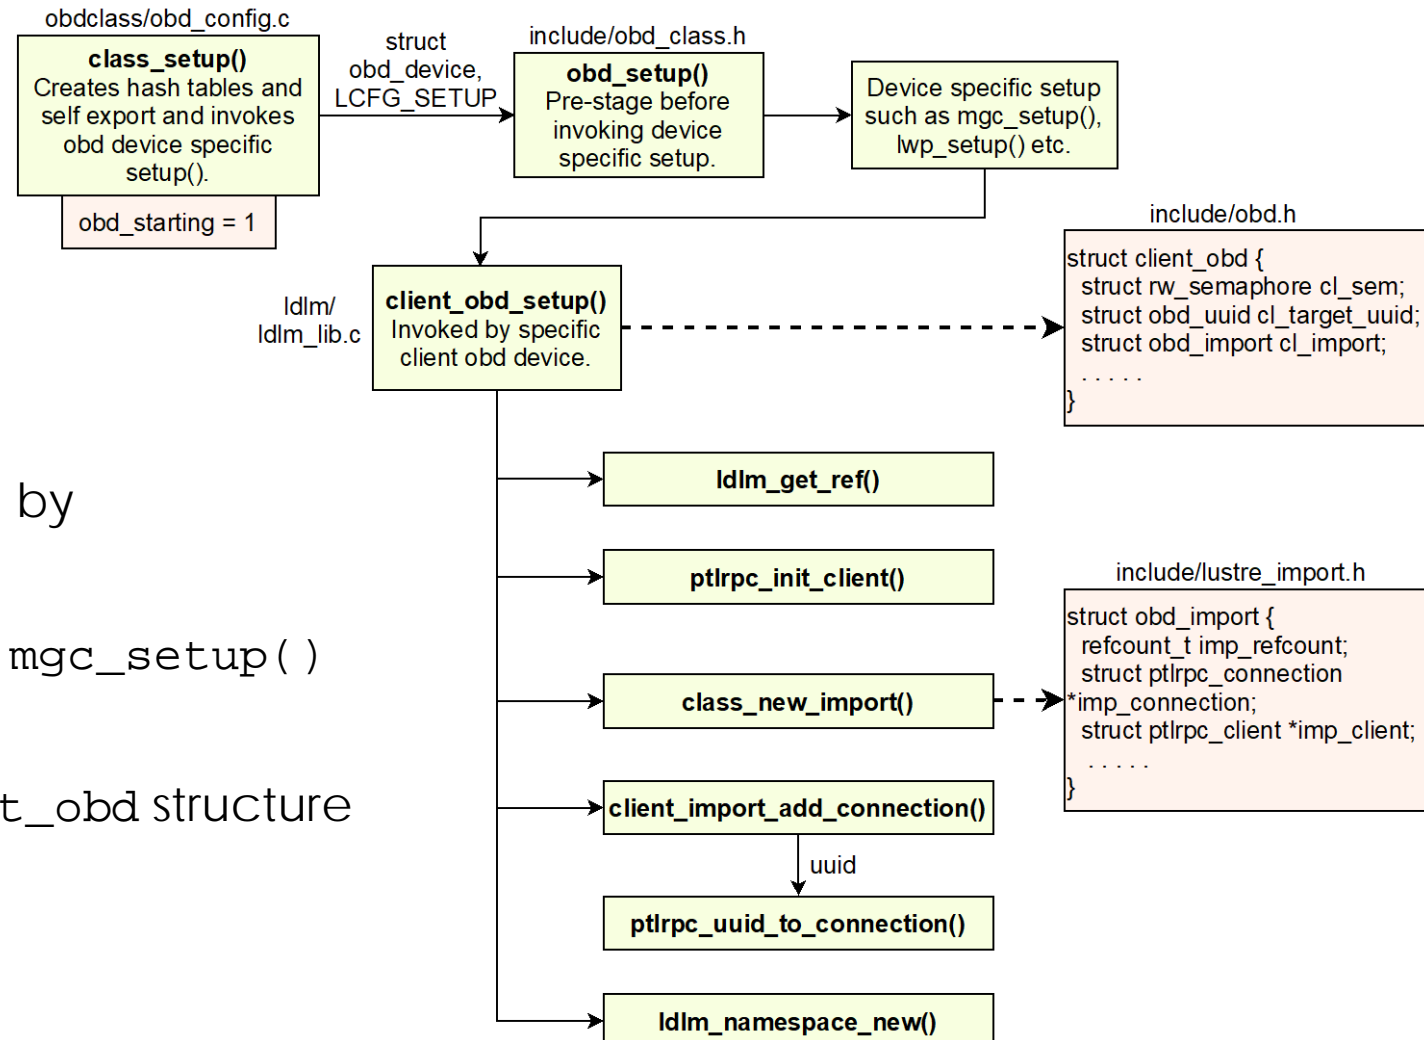 obdclass/obd_config.c
class_setup()
Creates hash tables and
self export and invokes
obd device specific
setup().
obd_starting = 1
struct
obd_device,
LCFG_SETUP
include/obd_class.h
obd_setup()
Pre-stage before
invoking device
specific setup.
Device specific setup
such as mgc_setup(),
lwp_setup() etc.
ldlm/
ldlm_lib.c
client_obd_setup()
Invoked by specific
client obd device.
include/obd.h
struct client_obd {
struct rw_semaphore cl_sem;
struct obd_uuid cl_target_uuid;
struct obd_import cl_import;
. . . . .
}
by
mgc_setup()
t_obd structure
ldlm_get_ref()
ptlrpc_init_client()
class_new_import()
include/lustre_import.h
struct obd_import {
refcount_t imp_refcount;
struct ptlrpc_connection
*imp_connection;
struct ptlrpc_client *imp_client;
. . . . .
}
client_import_add_connection()
uuid
ptlrpc_uuid_to_connection()
ldlm_namespace_new()